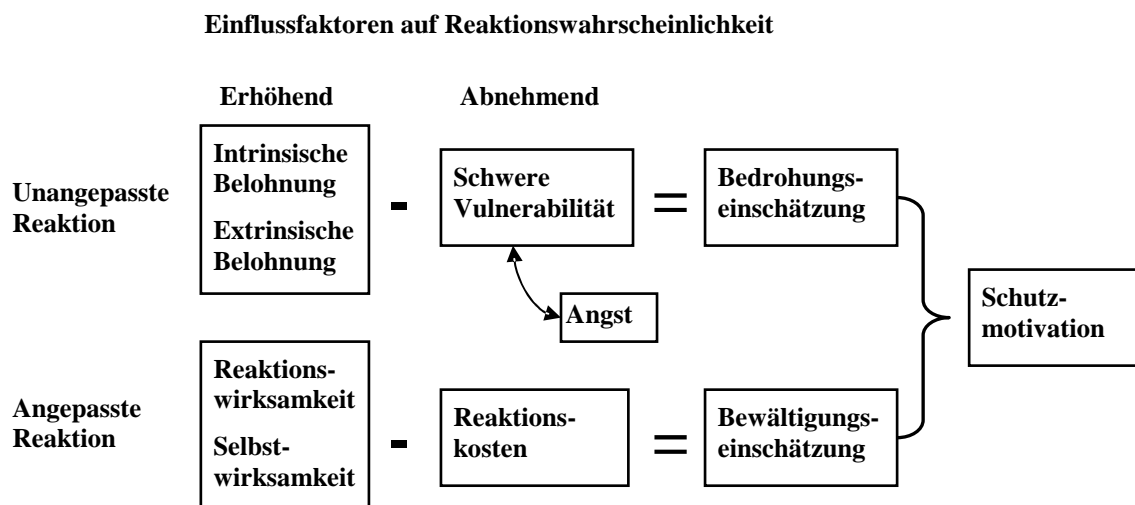 Einflussfaktoren auf Reaktionswahrscheinlichkeit
Erhöhend
Abnehmend
Unangepasste
Reaktion
Intrinsische
Belohnung
Extrinsische
Belohnung
-
Schwere
Vulnerabilität
=
Bedrohungs-
einschätzung
Angst
Schutz-
motivation
Angepasste
Reaktion
Reaktions-
wirksamkeit
Selbst-
wirksamkeit
-
Reaktions-
kosten
=
Bewältigungs-
einschätzung